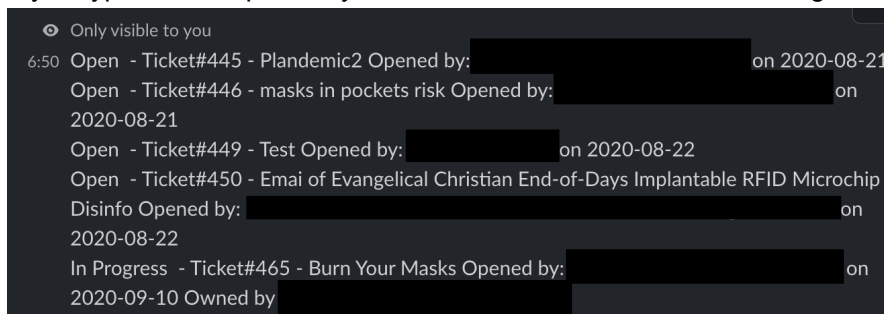 Only visible to you
6:50 Open - Ticket#445 - Plandemic2 Opened by: on 2020-08-21
Open - Ticket#446 - masks in pockets risk Opened by: on
2020-08-21
Open - Ticket#449 - Test Opened by: on 2020-08-22
Open - Ticket#450 - Emai of Evangelical Christian End-of-Days Implantable RFID Microchip
Disinfo Opened by: on
2020-08-22
In Progress - Ticket#465 - Burn Your Masks Opened by: on
2020-09-10 Owned by